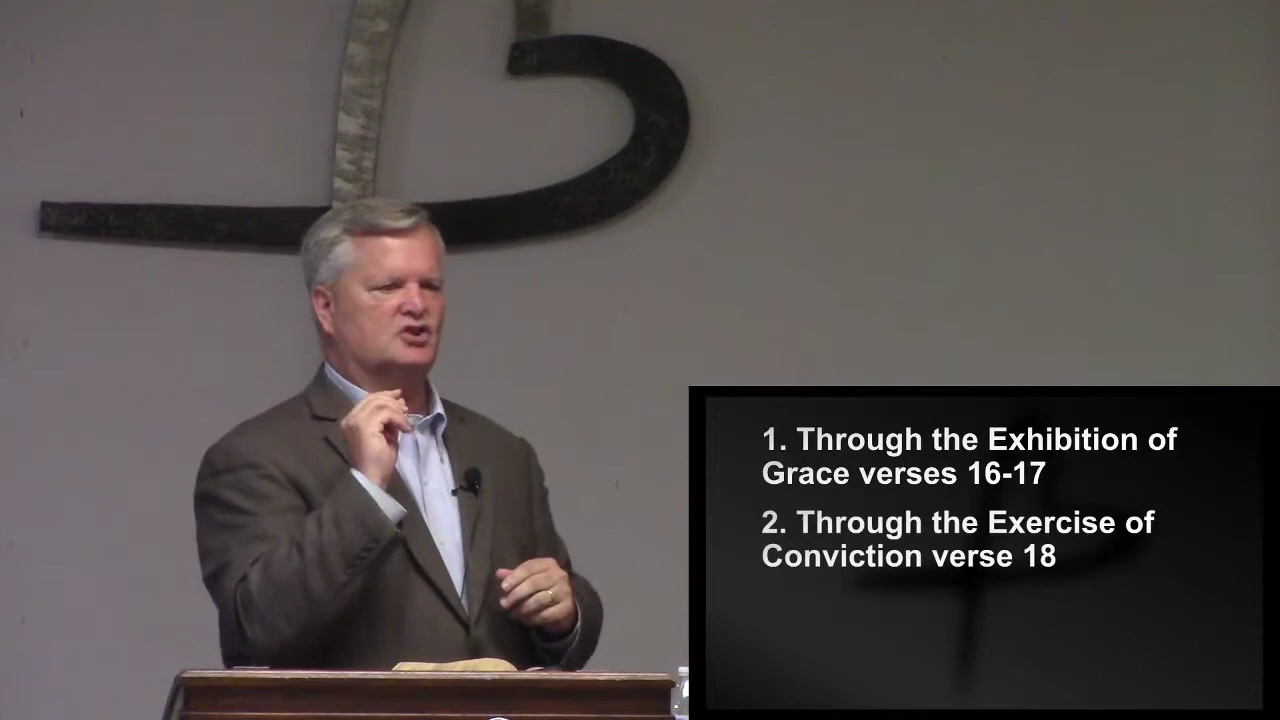 1. Through the Exhibition of
Grace verses 16-17
2. Through the Exercise of
Conviction verse 18